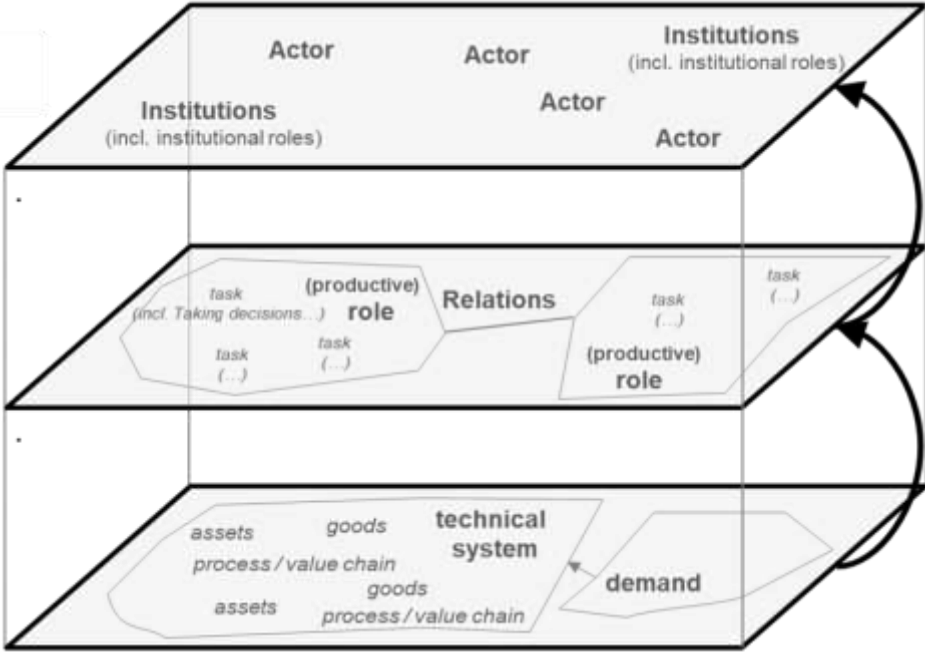 Actor
Actor
Institutions
(incl. institutional roles)
Actor
Institutions
(incl. institutional roles)
Actor
task
(incl. Taking decisions…)
(productive)
role
task
(…)
task
(…)
Relations
task
(…)
task
(…)
(productive)
role
assets
goods
process / value chain
technical
system
goods
assets
process / value chain
demand